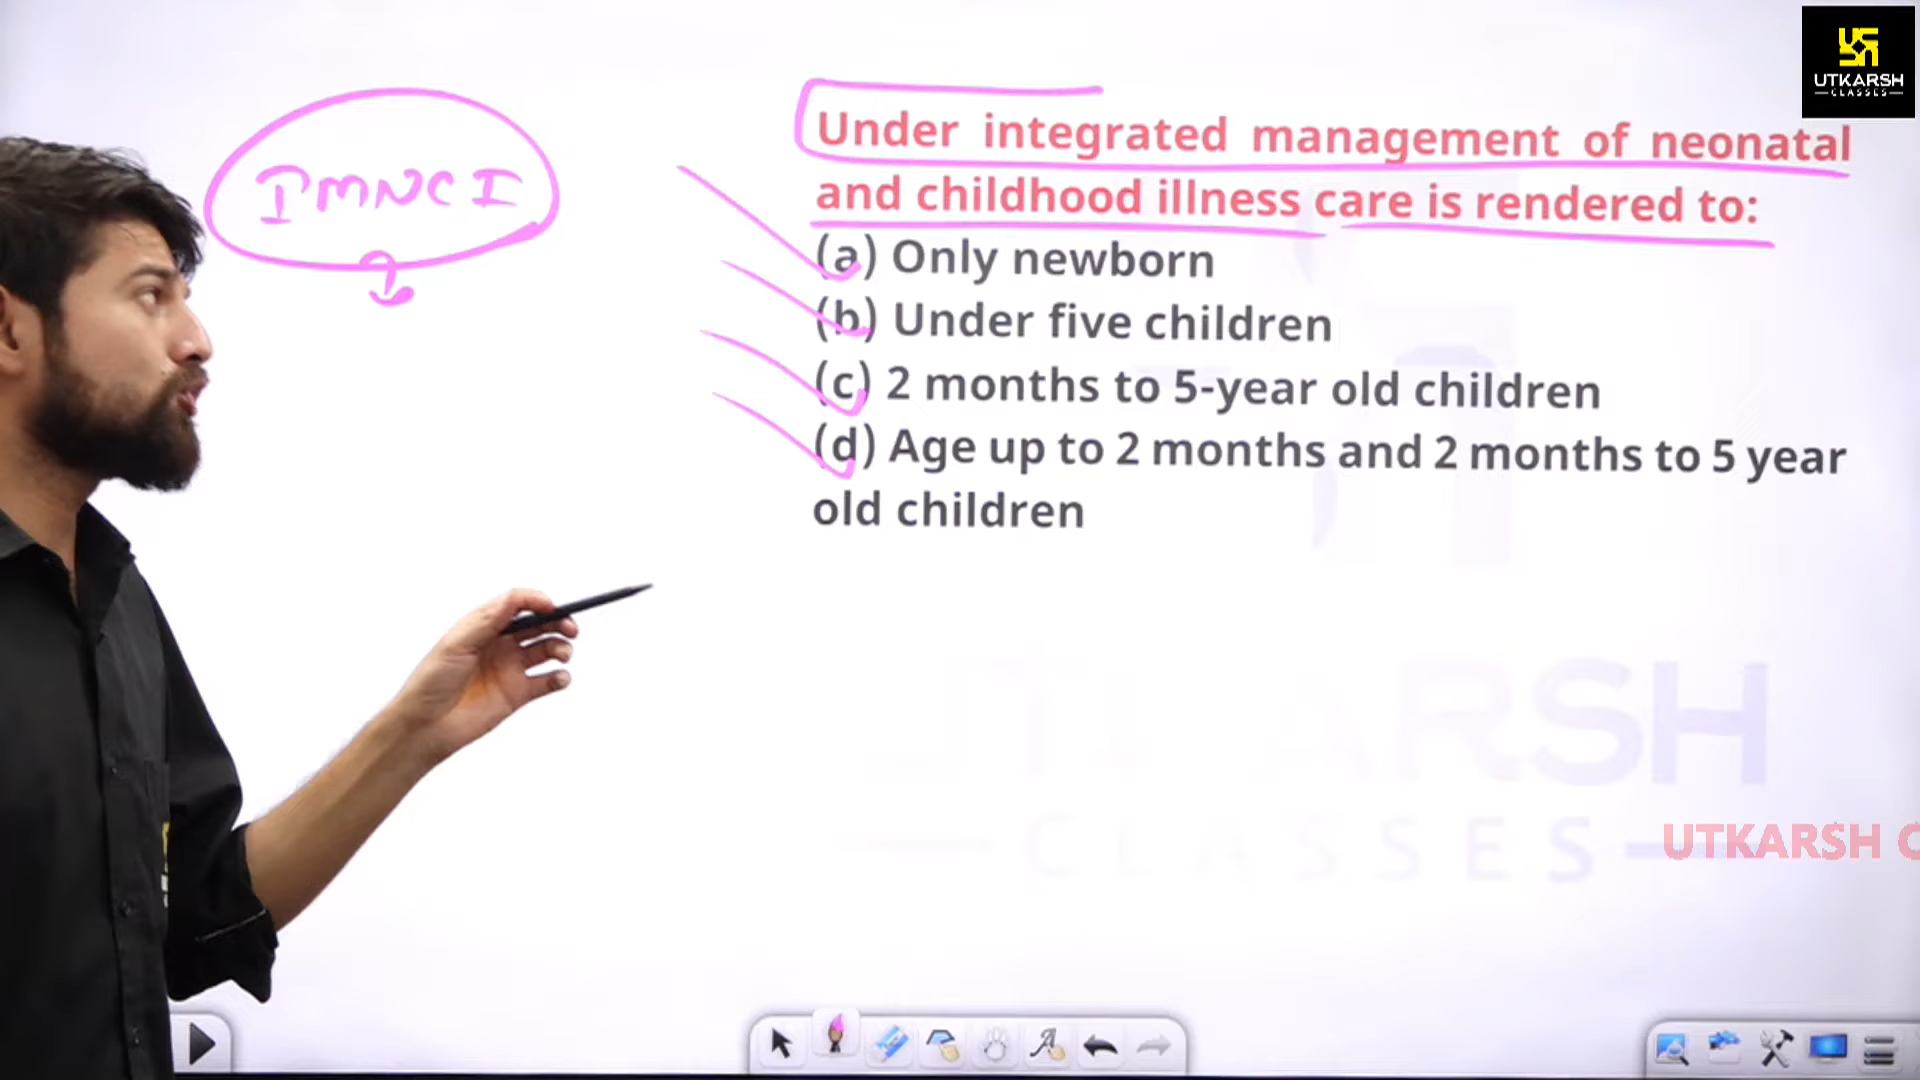 UTKARSH
CLASSES
IMNCI
Under integrated management of neonatal
and childhood illness care is rendered to:
(a) Only newborn
(b) Under five children
(c) 2 months to 5-year old children
(d) Age up to 2 months and 2 months to 5 year
old children
UTKARSH
CLASSES
UTKARSH C